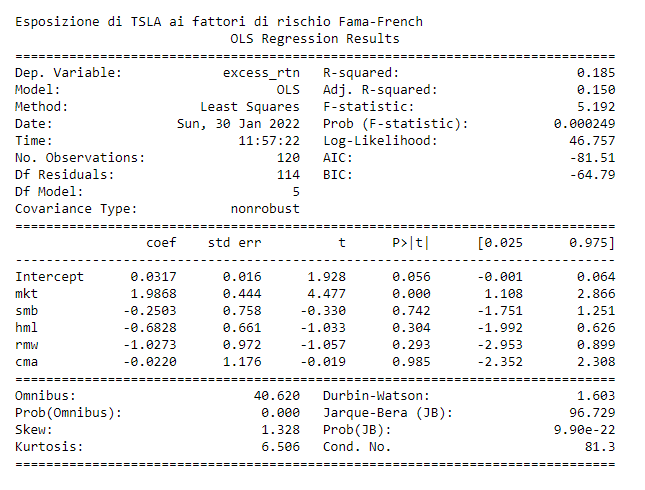 Esposizione di TSLA ai fattori di rischio Fama-French
OLS Regression Results
==============================================================================
Dep. Variable: excess_rtn R-squared: 0.185
Model: OLS Adj. R-squared: 0.150
Method: Least Squares F-statistic: 5.192
Date: Sun, 30 Jan 2022 Prob (F-statistic): 0.000249
Time: 11:57:22 Log-Likelihood: 46.757
No. Observations: 120 AIC: -81.51
Df Residuals: 114 BIC: -64.79
Df Model: 5
Covariance Type: nonrobust
==============================================================================
coef std err t P>|t| [0.025 0.975]
------------------------------------------------------------------------------
Intercept 0.0317 0.016 1.928 0.056 -0.001 0.064
mkt 1.9868 0.444 4.477 0.000 1.108 2.866
smb -0.2503 0.758 -0.330 0.742 -1.751 1.251
hml -0.6828 0.661 -1.033 0.304 -1.992 0.626
rmw -1.0273 0.972 -1.057 0.293 -2.953 0.899
cma -0.0220 1.176 -0.019 0.985 -2.352 2.308
==============================================================================
Omnibus: 40.620 Durbin-Watson: 1.603
Prob(Omnibus): 0.000 Jarque-Bera (JB): 96.729
Skew: 1.328 Prob(JB): 9.90e-22
Kurtosis: 6.506 Cond. No. 81.3
==============================================================================